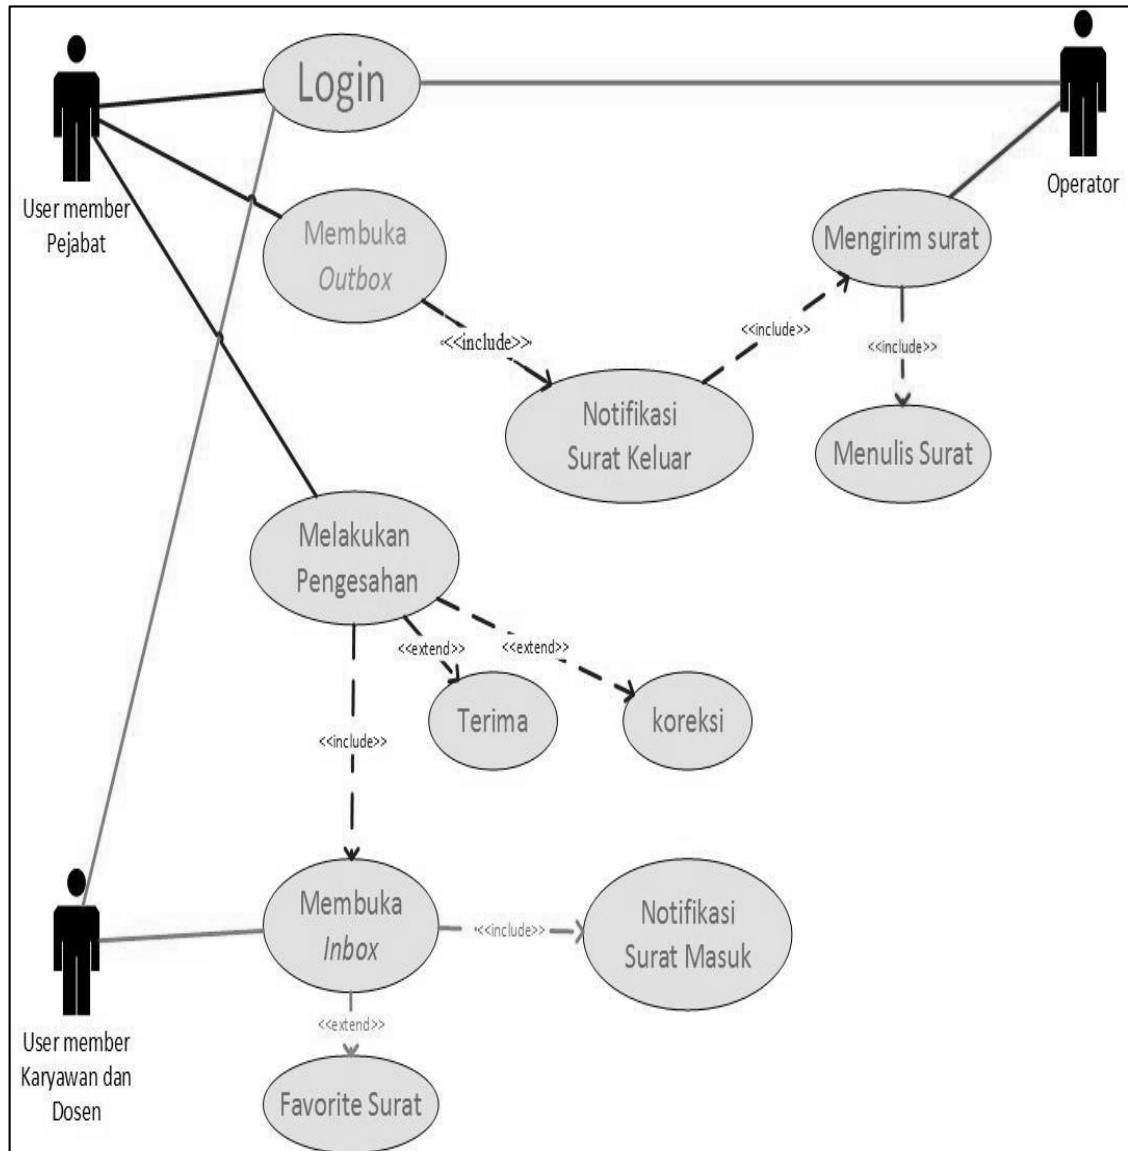 Login
User member
Pejabat
Operator
Membuka
Outbox
Mengirim surat
<<include>>
<<include>>
<<include>>
Notifikasi
Surat Keluar
Menulis Surat
Melakukan
Pengesahan
<<extend>>
<<extend>>
Terima
koreksi
<<include>>
Membuka
Inbox
<<include>>
Notifikasi
Surat Masuk
<<extend>>
User member
Karyawan dan
Dosen
Favorite Surat